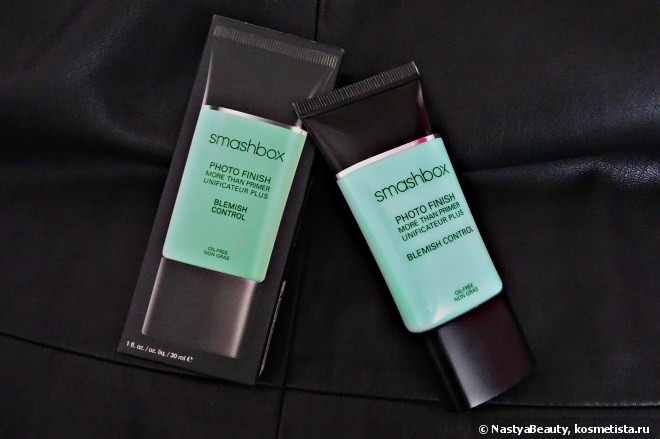 smashbox
PHOTO FINISH
MORE THAN PRIMER
UNIFICATEUR PLUS
BLEMISH
CONTROL
OIL-FREE
NON GRAS
1 fl. oz. / oz. liq. / 30 ml ℮
smashbox
PHOTO FINISH
MORE THAN PRIMER
UNIFICATEUR PLUS
BLEMISH CONTROL
OIL-FREE
NON GRAS
© NastyaBeauty, kosmetista.ru